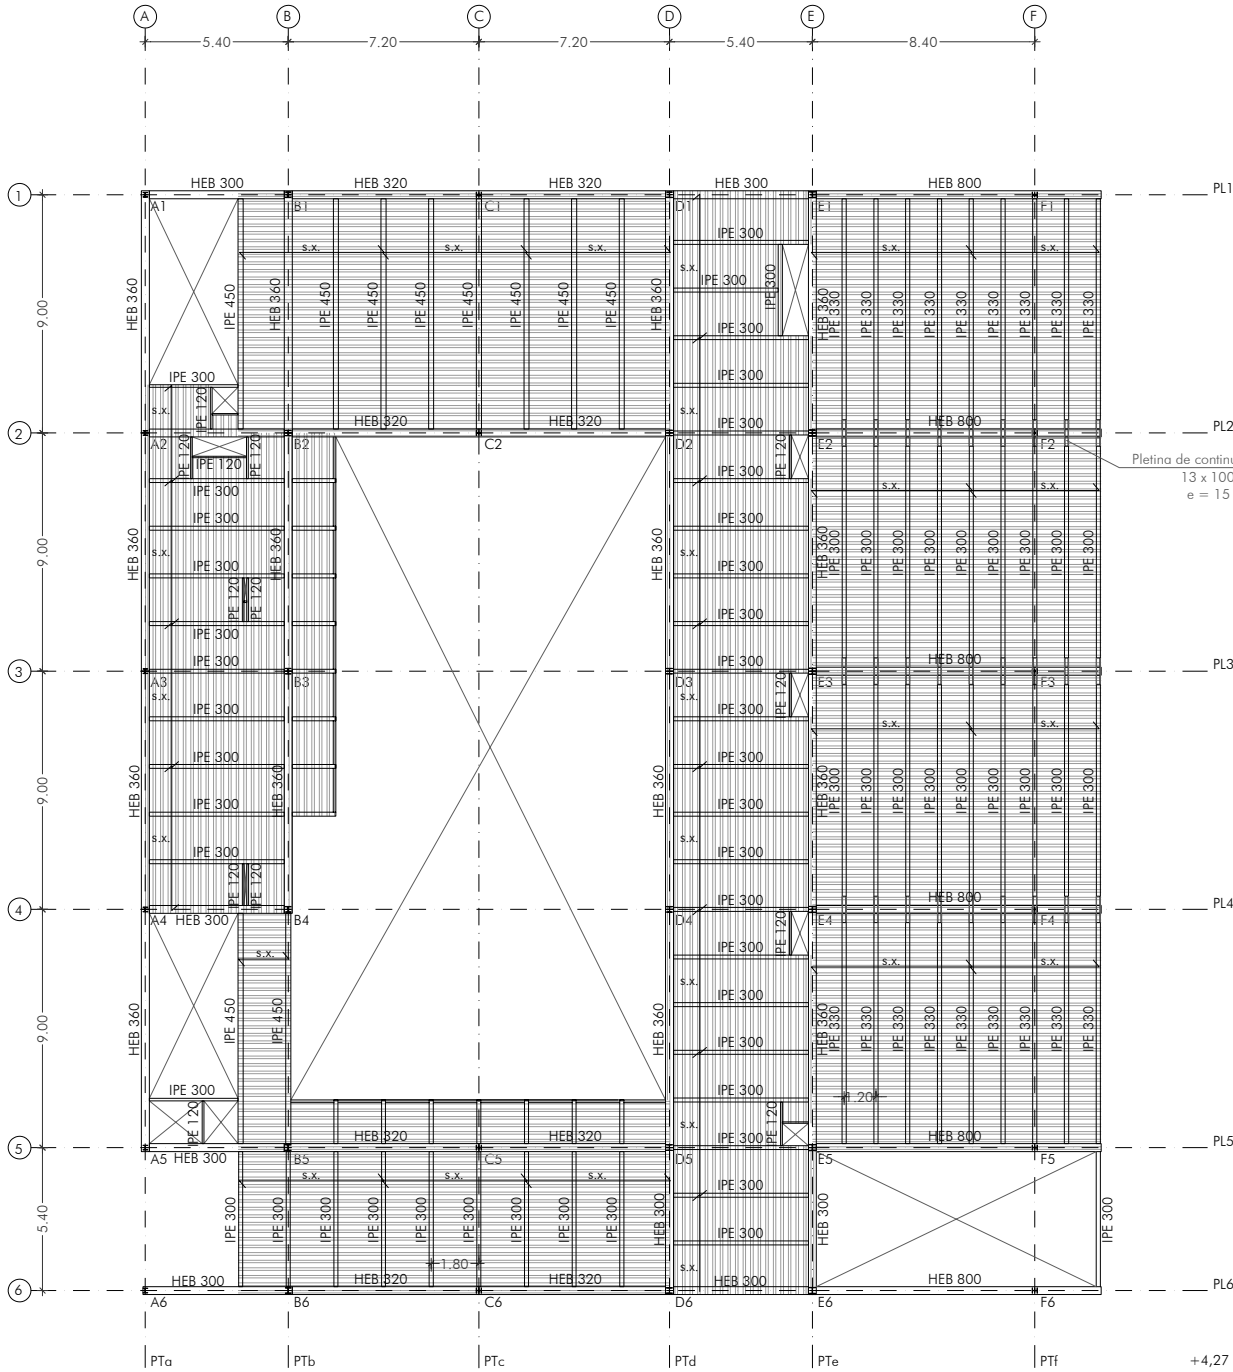 A B C D E F
5.40 7.20 7.20 5.40 8.40
HEB 300 HEB 320 HEB 320 HEB 300 HEB 800
1 PL1
A1 B1 C1 D1 E1 F1
IPE 300
s.x. s.x. s.x. s.x. s.x. s.x.
IPE 300
9.00 HEB 360 IPE 450 HEB 360 IPE 450 IPE 450 IPE 450 IPE 450 IPE 450 IPE 450 HEB 360 IPE 300 HEB 360 IPE 330 IPE 330 IPE 330 IPE 330 IPE 330 IPE 330 IPE 330 IPE 330 IPE 330
IPE 300
IPE 300 IPE 300
s.x. IPE 120 s.x.
HEB 320 HEB 320 IPE 300 HEB 800
2 PL2
A2 B2 C2 D2 E2 F2
IPE 120 IPE 120 IPE 120
IPE 120
Pletina de continu
13 x 100
e = 15
IPE 300 IPE 300
s.x. s.x.
IPE 300 IPE 300
9.00 HEB 360 s.x. HEB 360 HEB 360 s.x. HEB 360 IPE 300 IPE 300 IPE 300 IPE 300 IPE 300 IPE 300 IPE 300 IPE 300 IPE 300
IPE 300 IPE 300
IPE 120 IPE 120
IPE 300 IPE 300
IPE 300 IPE 300 HEB 800
3 PL3
A3 B3 D3 E3 F3
s.x. s.x. IPE 120
IPE 300 IPE 300
s.x. s.x.
IPE 300 IPE 300
9.00 HEB 360 HEB 360 HEB 360 HEB 360 IPE 300 IPE 300 IPE 300 IPE 300 IPE 300 IPE 300 IPE 300 IPE 300 IPE 300
IPE 300 IPE 300
s.x. s.x.
IPE 300 IPE 300
IPE 120 IPE 120
IPE 300 HEB 800
4 PL4
A4 HEB 300 B4 D4 E4 F4
IPE 120
IPE 300
s.x. s.x. s.x. s.x.
IPE 300
9.00 HEB 360 IPE 450 IPE 450 HEB 360 HEB 360 IPE 330 IPE 330 IPE 330 IPE 330 IPE 330 IPE 330 IPE 330 IPE 330 IPE 330
IPE 300
IPE 300 IPE 300 1.20
IPE 120 s.x. IPE 120
HEB 320 HEB 320 IPE 300 HEB 800
5 PL5
A5 HEB 300 B5 C5 D5 E5 F5
s.x. s.x. s.x. IPE 300
5.40 IPE 300 IPE 300 IPE 300 IPE 300 IPE 300 IPE 300 IPE 300 IPE 300 HEB 300 HEB 300 IPE 300
IPE 300
1.80 s.x.
HEB 300 HEB 320 HEB 320 HEB 300 HEB 800
6 PL6
A6 B6 C6 D6 E6 F6
PTa PTb PTc PTd PTe PTf +4,27